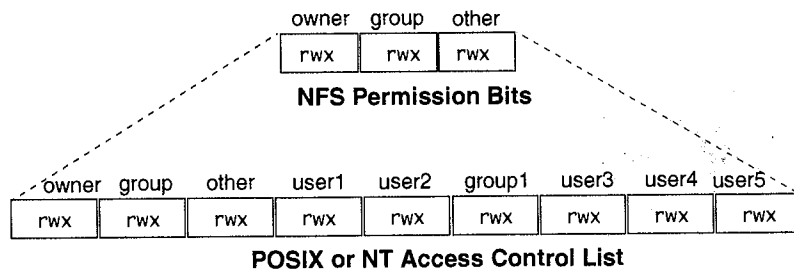 owner group other
rwx rwx rwx
NFS Permission Bits
owner group other user1 user2 group1 user3 user4 user5
rwx rwx rwx rwx rwx rwx rwx rwx rwx
POSIX or NT Access Control List